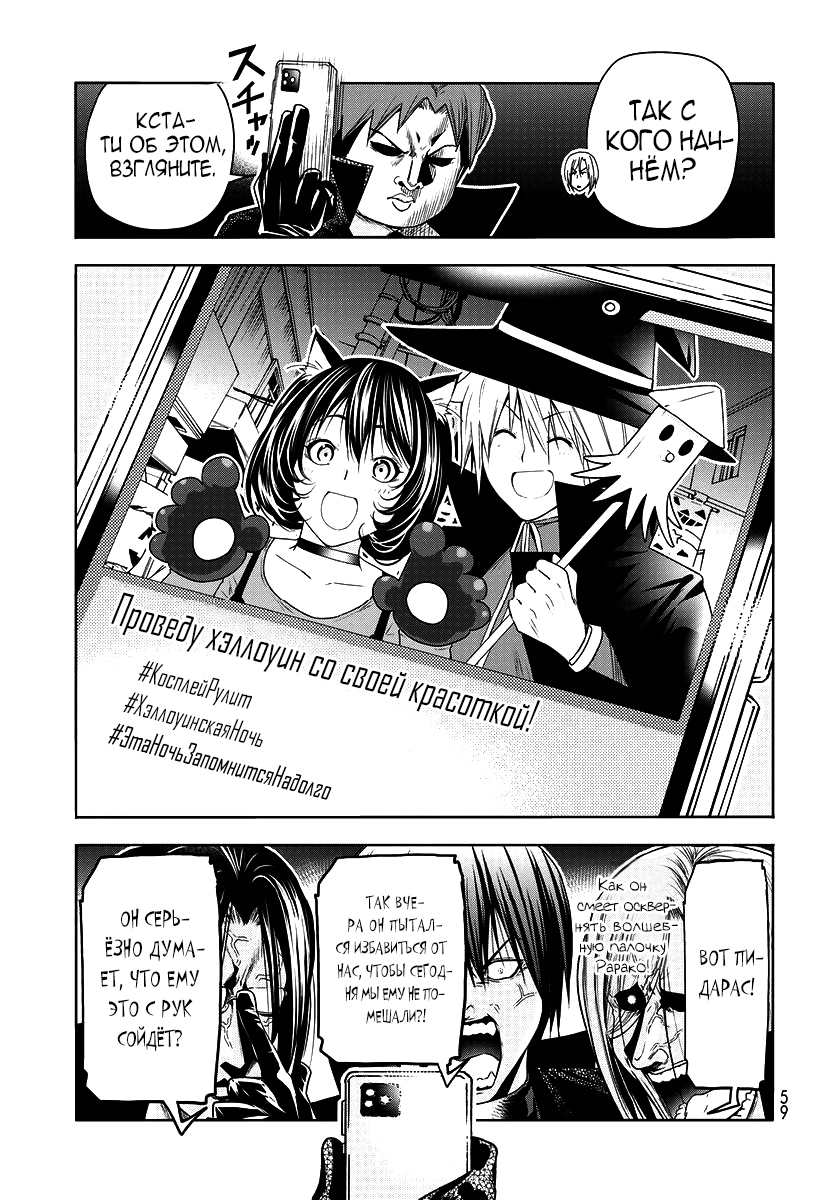 ТАК С
КОГО НАЧ-
НЁМ?
スチャッ
КСТА-
ТИ ОБ ЭТОМ,
ВЗГЛЯНИТЕ.
Проведу хэллоуин со своей красоткой!
#КосплейРулит
#ХэллоуинскаяНочь
#ЭтаНочьЗапомнитсяНадолго
ВОТ ПИ-
ДАРАС!
Как он
смеет осквер-
нять волшеб-
ную палочку
Рарако!
ТАК ВЧЕ-
РА ОН ПЫТАЛ-
СЯ ИЗБАВИТЬСЯ ОТ
НАС, ЧТОБЫ СЕГОД-
НЯ МЫ ЕМУ НЕ ПО-
МЕШАЛИ?!
ОН СЕРЬ-
ЁЗНО ДУМА-
ЕТ, ЧТО ЕМУ
ЭТО С РУК
СОЙДЁТ?
59